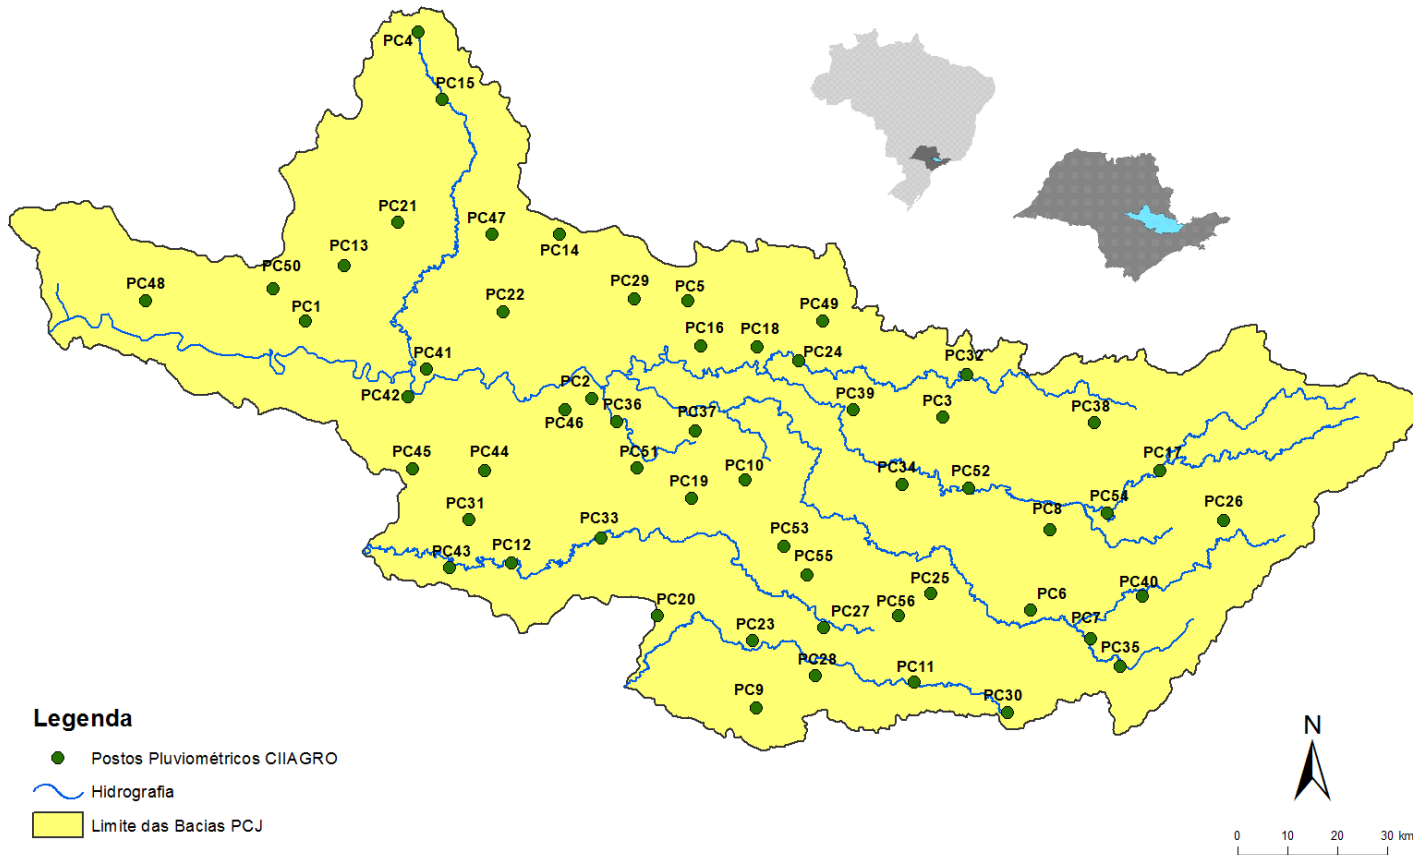 PC4
PC15
PC21
PC47
PC14
PC13
PC50
PC48
PC1
PC22
PC29
PC5
PC49
PC16
PC18
PC24
PC32
PC41
PC42
PC2
PC46
PC36
PC37
PC39
PC3
PC38
PC45
PC44
PC51
PC10
PC19
PC34
PC52
PC17
PC54
PC8
PC26
PC31
PC33
PC43
PC12
PC53
PC55
PC25
PC56
PC6
PC40
PC7
PC35
PC20
PC23
PC27
PC28
PC11
PC9
PC30
Legenda
Postos Pluviométricos CIIAGRO
Hidrografia
Limite das Bacias PCJ
N
0 10 20 30 km